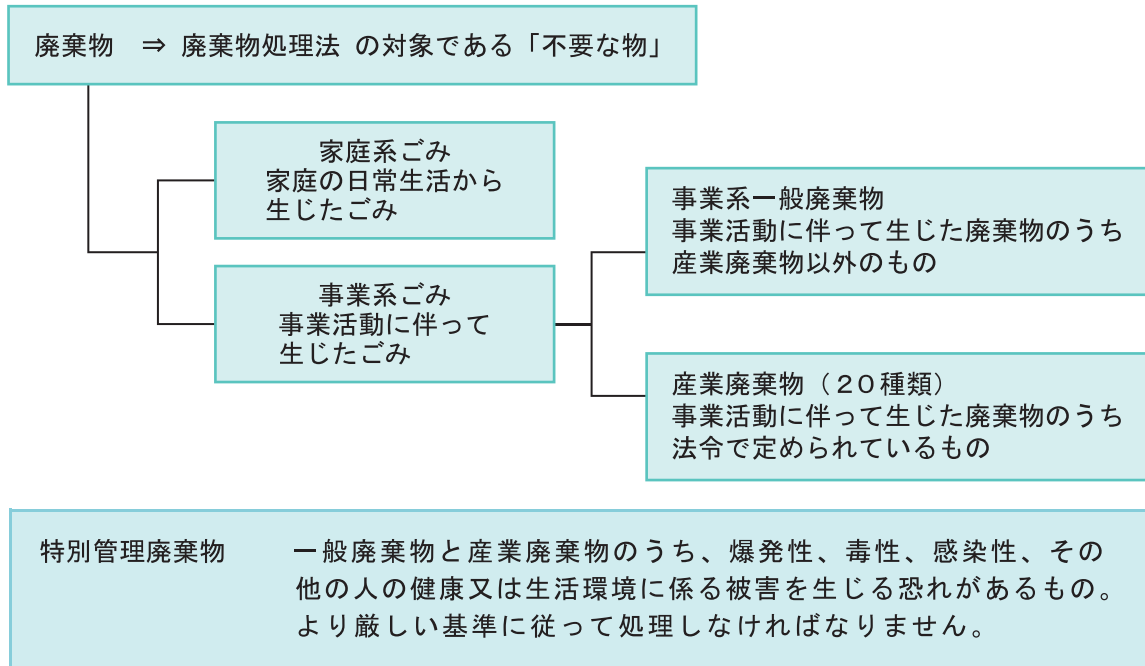 廃棄物 ⇒ 廃棄物処理法 の対象である「不要な物」
家庭系ごみ
家庭の日常生活から
生じたごみ
事業系ごみ
事業活動に伴って
生じたごみ
事業系一般廃棄物
事業活動に伴って生じた廃棄物のうち
産業廃棄物以外のもの
産業廃棄物（２０種類）
事業活動に伴って生じた廃棄物のうち
法令で定められているもの
特別管理廃棄物 一般廃棄物と産業廃棄物のうち、爆発性、毒性、感染性、その
他の人の健康又は生活環境に係る被害を生じる恐れがあるもの。
より厳しい基準に従って処理しなければなりません。